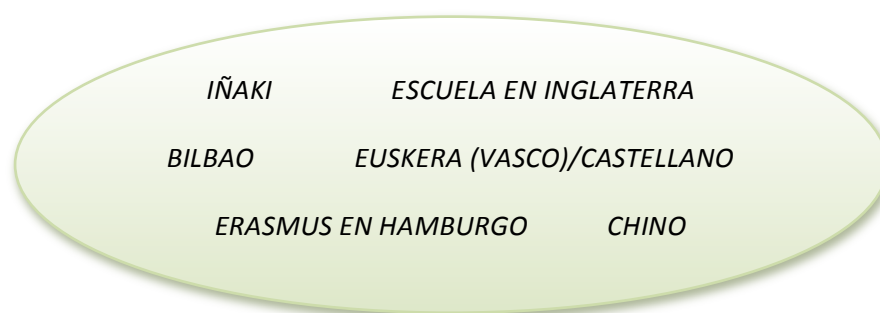 IÑAKI ESCUELA EN INGLATERRA
BILBAO EUSKERA (VASCO)/CASTELLANO
ERASMUS EN HAMBURGO CHINO